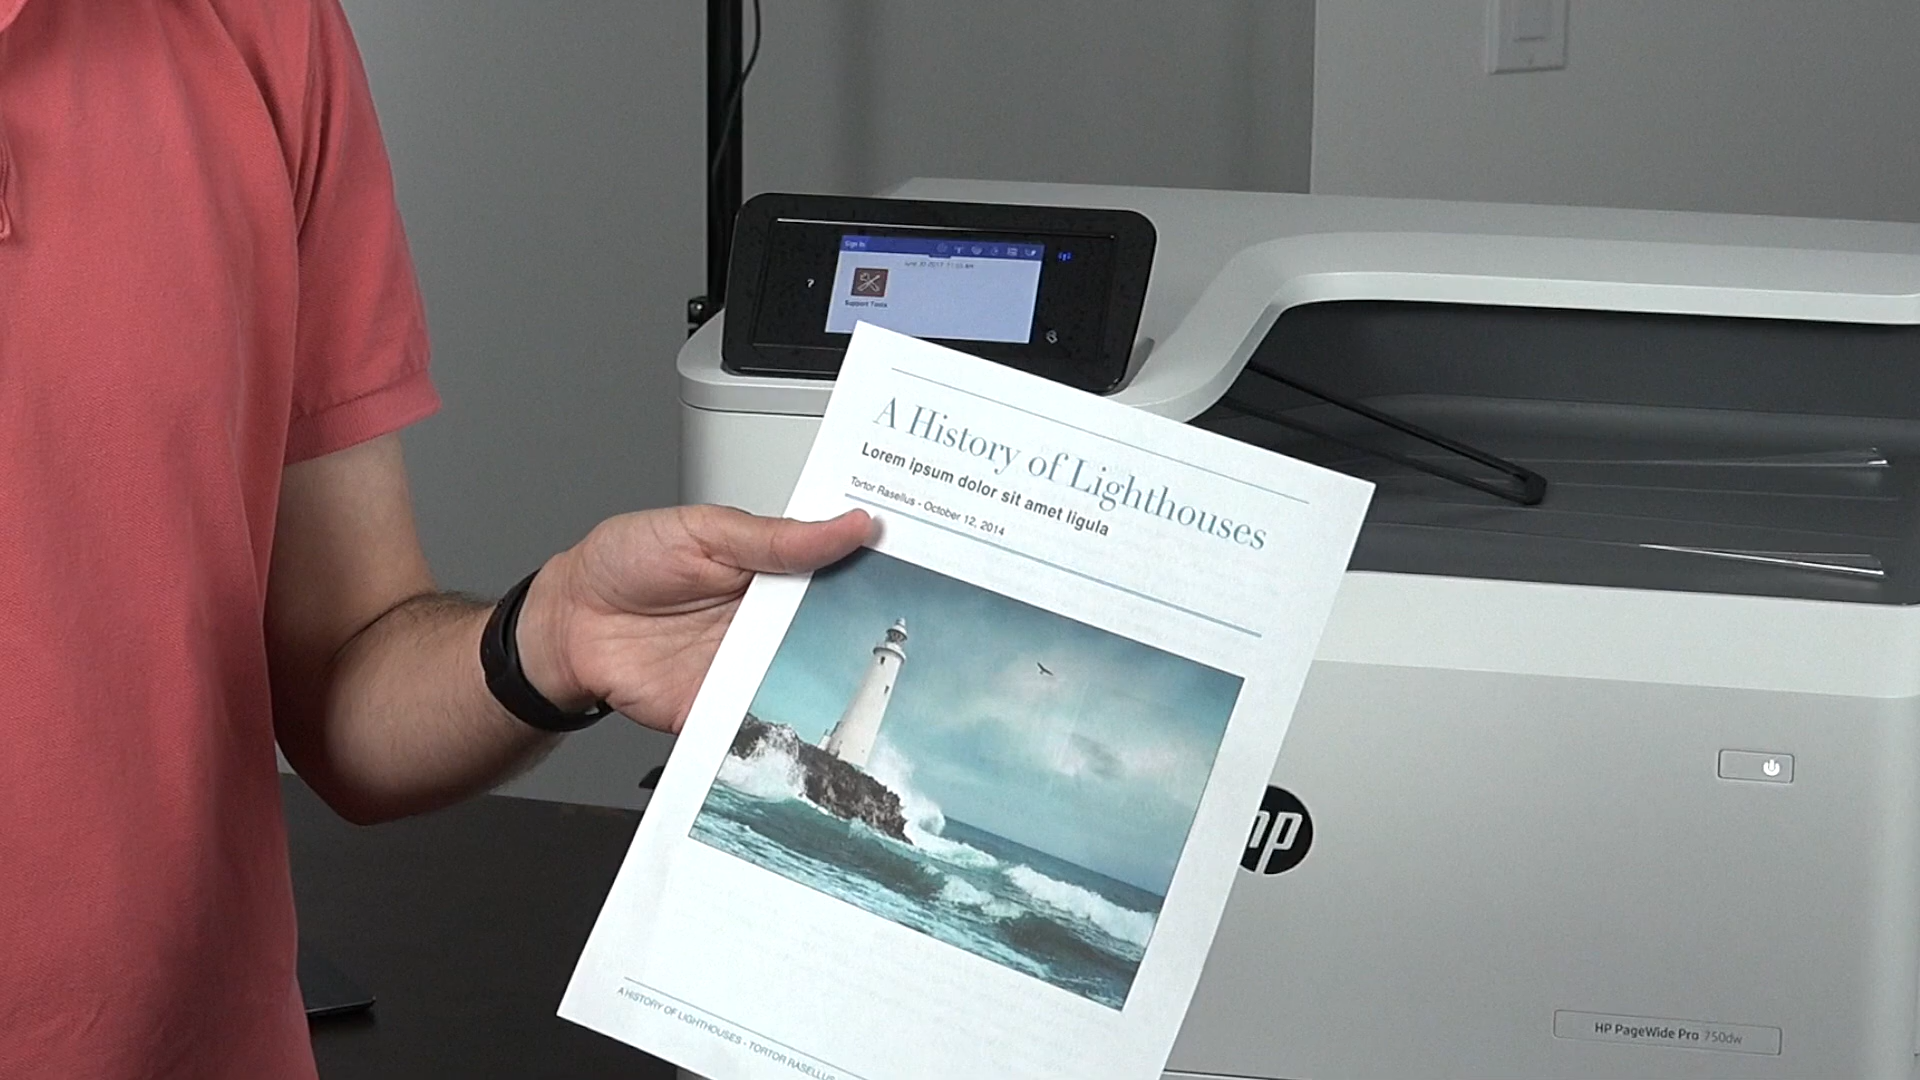 Sign In
Support Tools
?
A History of Lighthouses
Lorem ipsum dolor sit amet ligula
Tortor Rasellus - October 12, 2014
A HISTORY OF LIGHTHOUSES - TORTOR RASELLUS
hp
HP PageWide Pro 750dw